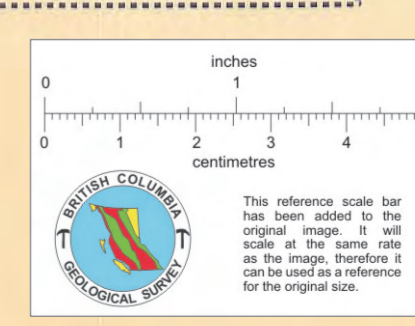 inches
0 1
0 1 2 3 4
centimetres
BRITISH COLUMBIA
GEOLOGICAL SURVEY
This reference scale bar
has been added to the
original image. It will
scale at the same rate
as the image, therefore it
can be used as a reference
for the original size.